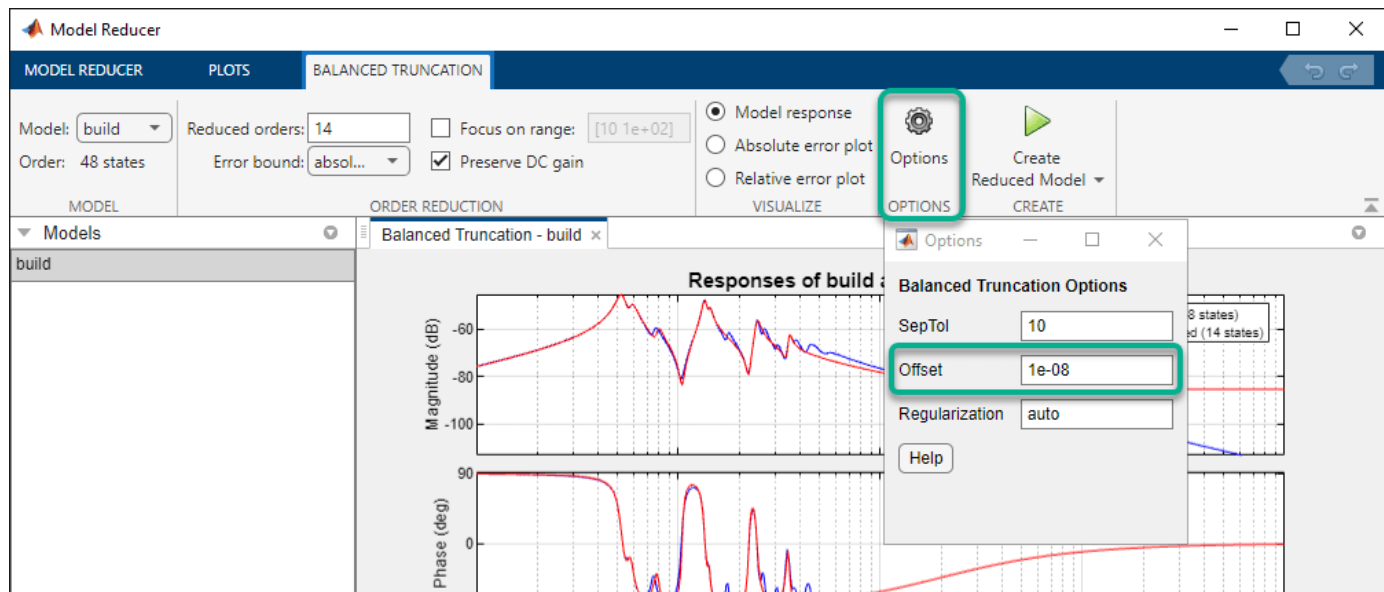 Model Reducer
MODEL REDUCER PLOTS BALANCED TRUNCATION
Model: build Reduced orders: 14 Focus on range: [10 1e+02] Model response
Order: 48 states Error bound: absol... Preserve DC gain Absolute error plot
Relative error plot
Options
Create
Reduced Model
MODEL ORDER REDUCTION VISUALIZE OPTIONS CREATE
Models
build
Balanced Truncation - build
Responses of build
8 states)
ed (14 states)
Magnitude (dB)
-60
-80
-100
Phase (deg)
90
0
Options
Balanced Truncation Options
SepTol 10
Offset 1e-08
Regularization auto
Help